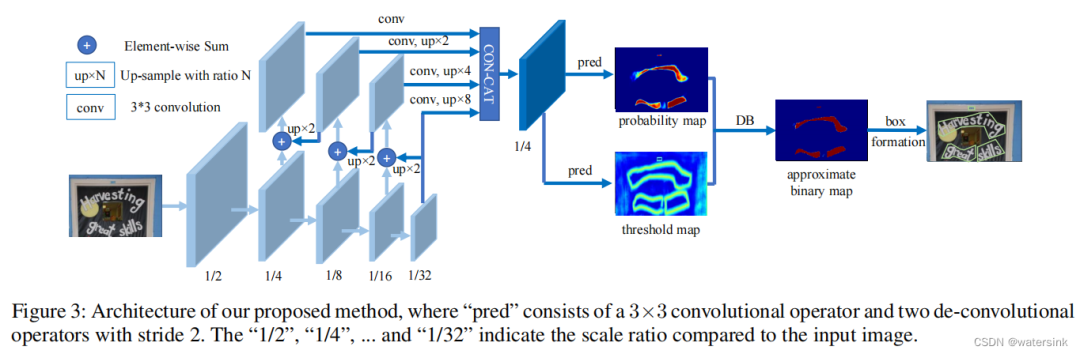 Element-wise Sum
up×N
Up-sample with ratio N
conv
3*3 convolution
conv
conv, up×2
conv, up×4
conv, up×8
CON-CAT
up×2
up×2
up×2
1/2
1/4
1/8
1/16
1/32
1/4
pred
pred
probability map
threshold map
DB
approximate
binary map
box
formation
Harvesting
great skills
Harvesting
great skills
Figure 3: Architecture of our proposed method, where “pred” consists of a 3×3 convolutional operator and two de-convolutional
operators with stride 2. The “1/2”, “1/4”, ... and “1/32” indicate the scale ratio compared to the input image.
CSDN @watersink